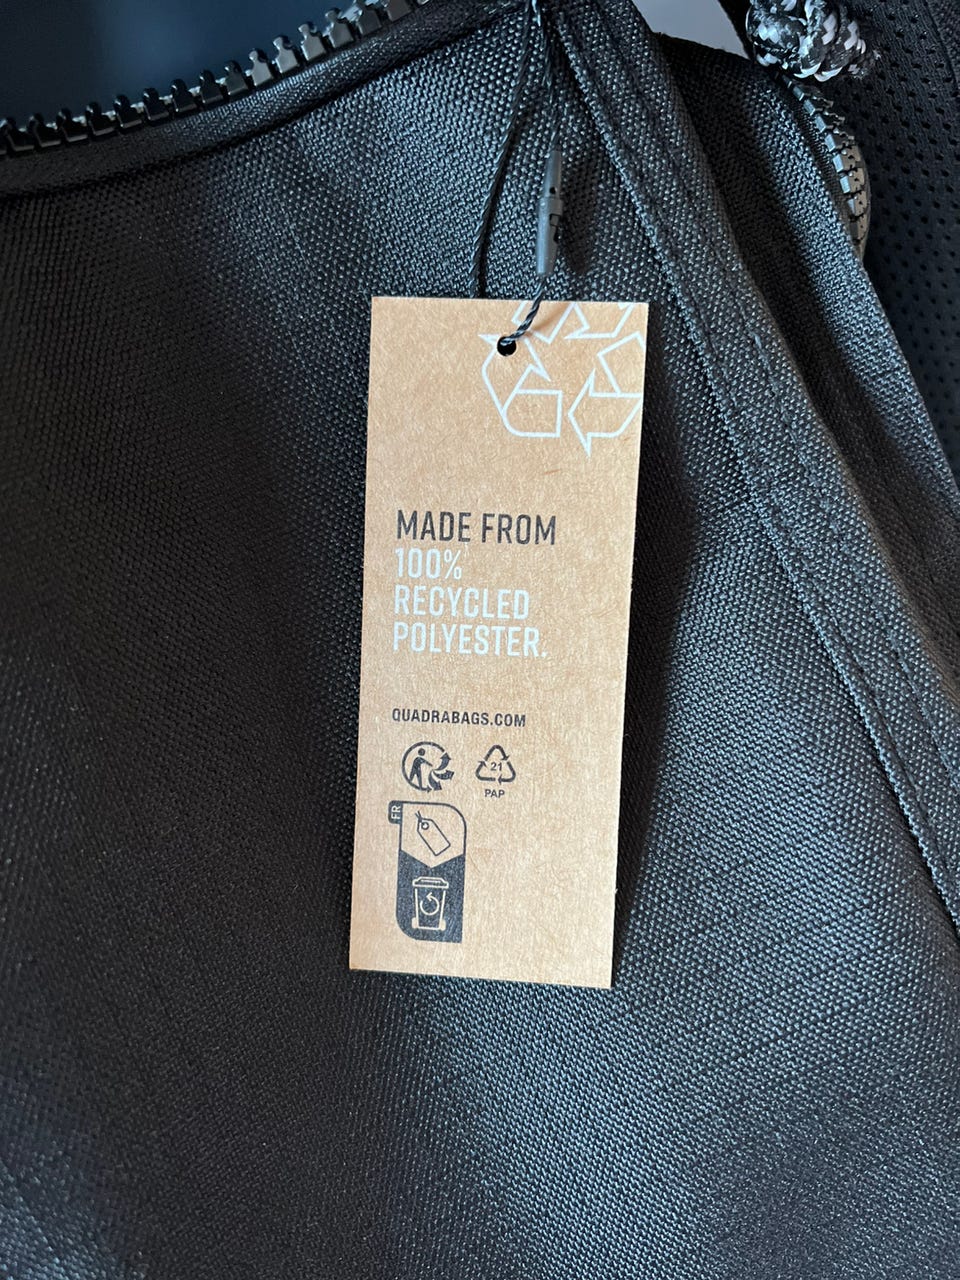 MADE FROM
100%
RECYCLED
POLYESTER.
QUADRABAGS.COM
21
PAP
FR